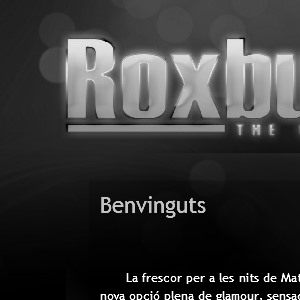 Roxbu
THE
Benvinguts
La frescor per a les nits de Mat
nova opció plena de glamour, sensac